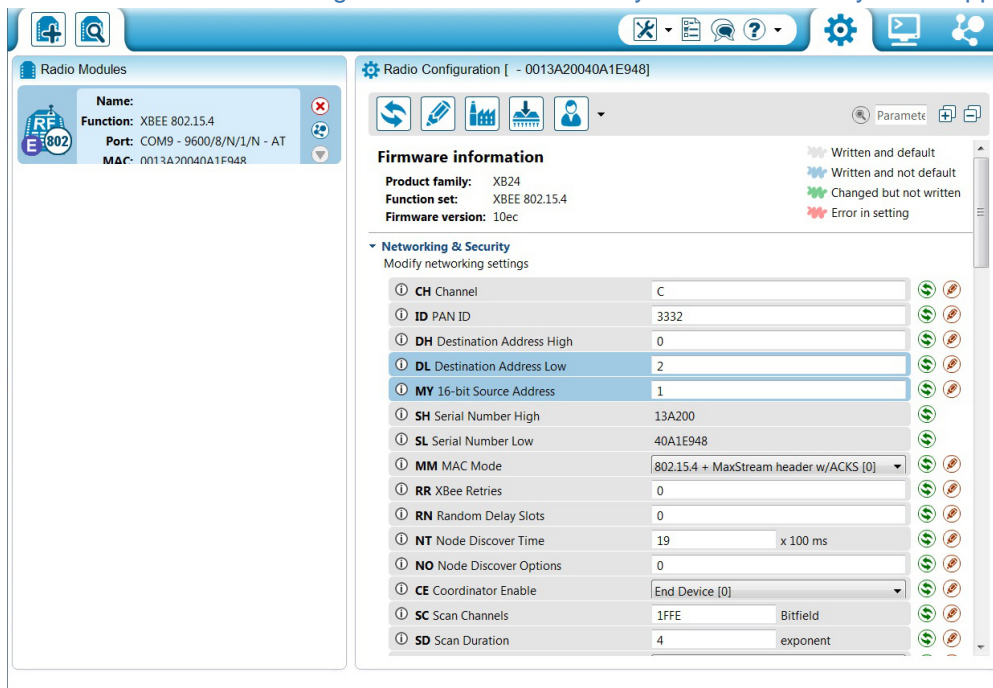 Radio Modules
Name:
Function: XBEE 802.15.4
Port: COM9 - 9600/8/N/1/N - AT
MAC: 0013A20040A1E948
RF
E 802
Radio Configuration [ - 0013A20040A1E948]
Paramete
Firmware information
Product family: XB24
Function set: XBEE 802.15.4
Firmware version: 10ec
Written and default
Written and not default
Changed but not written
Error in setting
Networking & Security
Modify networking settings
CH Channel C
ID PAN ID 3332
DH Destination Address High 0
DL Destination Address Low 2
MY 16-bit Source Address 1
SH Serial Number High 13A200
SL Serial Number Low 40A1E948
MM MAC Mode 802.15.4 + MaxStream header w/ACKS [0]
RR XBee Retries 0
RN Random Delay Slots 0
NT Node Discover Time 19 x 100 ms
NO Node Discover Options 0
CE Coordinator Enable End Device [0]
SC Scan Channels 1FFE Bitfield
SD Scan Duration 4 exponent